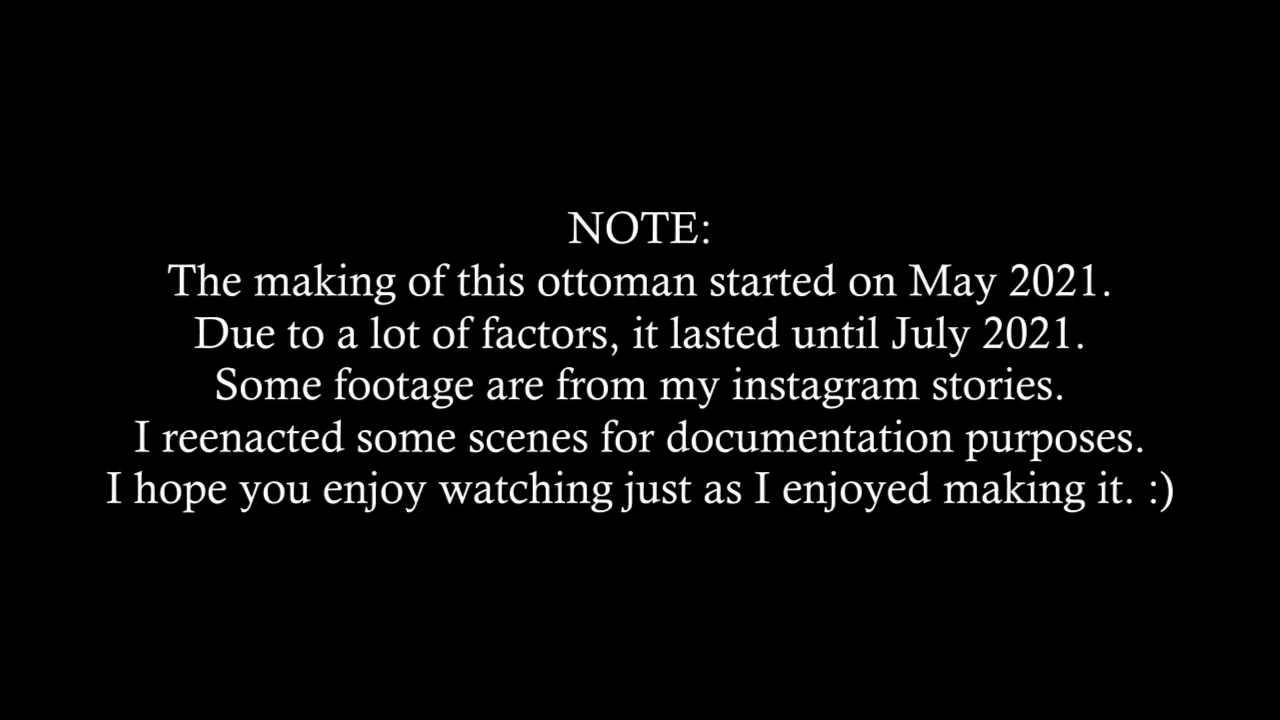 NOTE:
The making of this ottoman started on May 2021.
Due to a lot of factors, it lasted until July 2021.
Some footage are from my instagram stories.
I reenacted some scenes for documentation purposes.
I hope you enjoy watching just as I enjoyed making it. :)